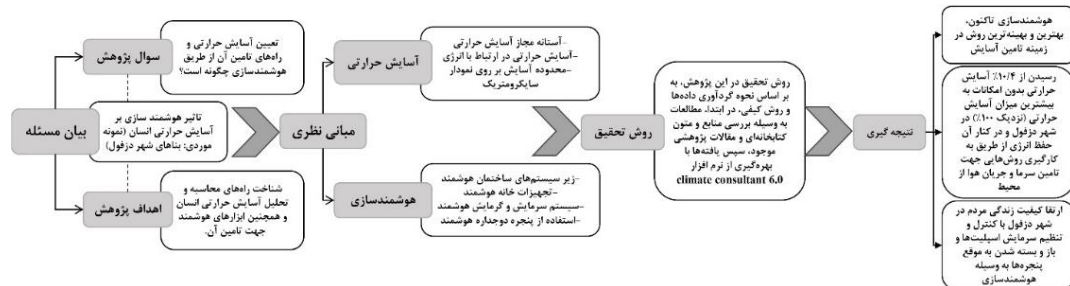 سوال پژوهش
تعیین آسایش حرارتی و
راه‌های تامین آن از طریق
هوشمندسازی چگونه است؟
بیان مسئله
تاثیر هوشمند سازی بر
آسایش حرارتی انسان (نمونه
موردی: بناهای شهر دزفول)
اهداف پژوهش
شناخت راه‌های محاسبه و
تحلیل آسایش حرارتی انسان
و همچنین ابزارهای هوشمند
جهت تامین آن.
مبانی نظری
آسایش حرارتی
-آستانه مجاز آسایش حرارتی
-آسایش حرارتی در ارتباط با انرژی
-محدوده آسایش بر روی نمودار
سایکرومتریک
هوشمندسازی
-زیر سیستم‌های ساختمان هوشمند
-تجهیزات خانه هوشمند
-سیستم سرمایش و گرمایش هوشمند
-استفاده از پنجره دوجداره هوشمند
روش تحقیق
روش تحقیق در این پژوهش، به
بر اساس نحوه گردآوری داده‌ها
و روش کیفی، در ابتدا، مطالعات
به وسیله بررسی منابع و متون
کتابخانه‌ای و مقالات پژوهشی
موجود، سپس یافته‌ها با
بهره‌گیری از نرم افزار
climate consultant 6.0
نتیجه گیری
هوشمندسازی تاکنون،
بهترین و بهینه‌ترین روش در
زمینه تامین آسایش
رسیدن از ۱۰/۴٪ آسایش
حرارتی بدون امکانات به
بیشترین میزان آسایش
حرارتی (نزدیک ۱۰۰٪) در
شهر دزفول و در کنار آن
حفظ انرژی از طریق به
کارگیری روش‌هایی جهت
تامین سرما و جریان هوا از
محیط
ارتقا کیفیت زندگی مردم در
شهر دزفول با کنترل و
تنظیم سرمایش اسپلیت‌ها و
باز و بسته شدن به موقع
پنجره‌ها به وسیله
هوشمندسازی